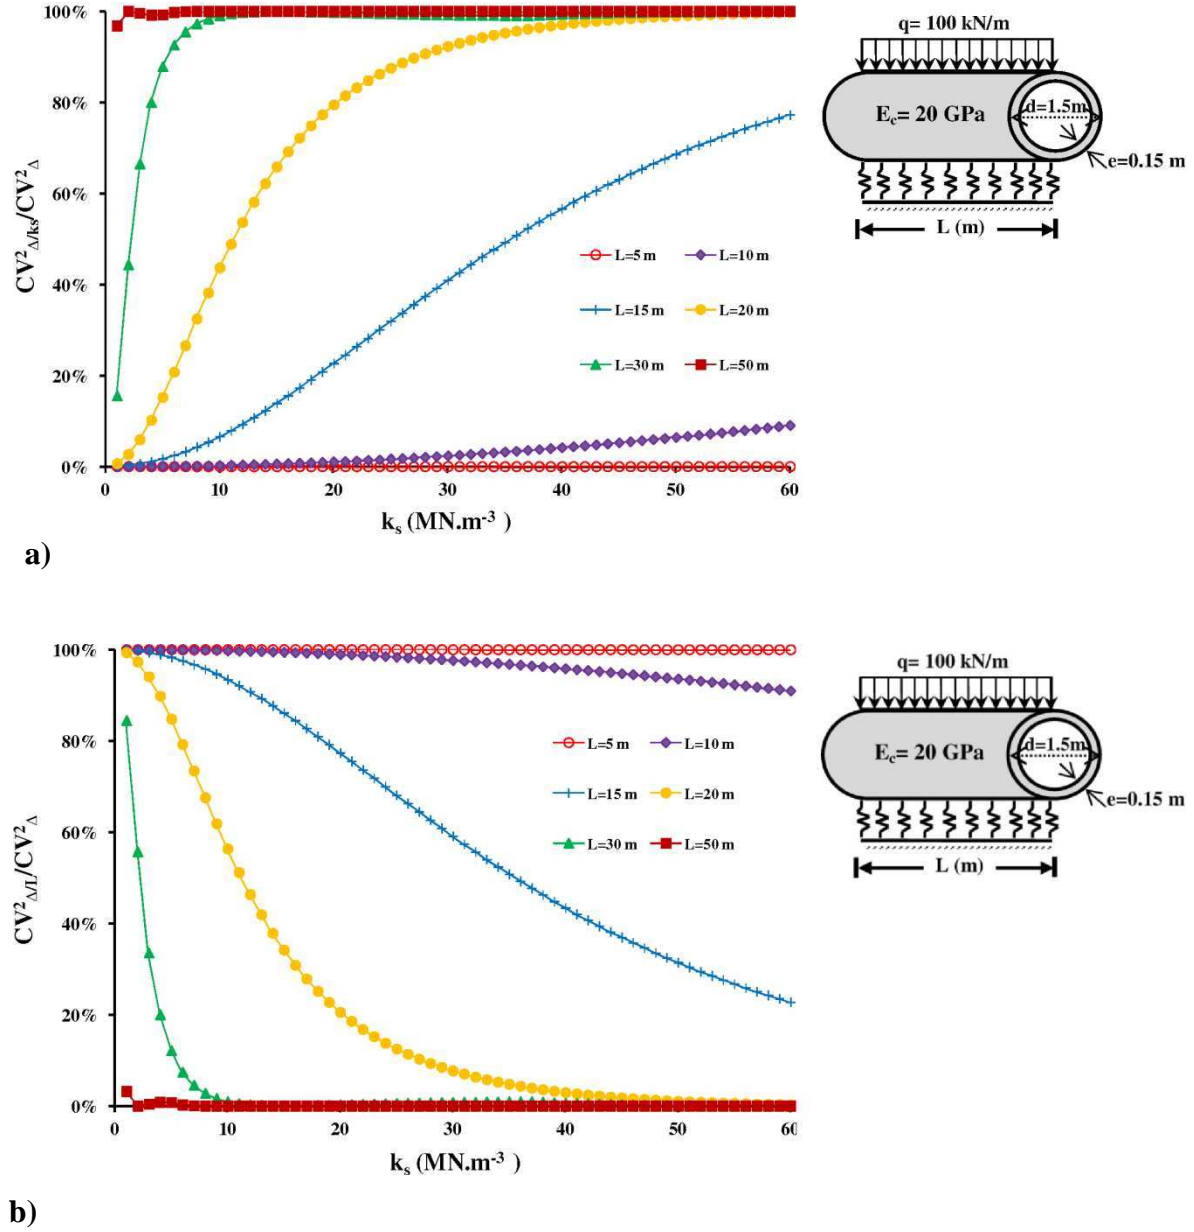 100%
80%
60%
40%
20%
0%
CV²Δ/ks/CV²Δ
0 10 20 30 40 50 60
kₛ (MN.m⁻³ )
L=5 m L=10 m
L=15 m L=20 m
L=30 m L=50 m
q= 100 kN/m
E꜀= 20 GPa
d=1.5m
e=0.15 m
L (m)
a)
100%
80%
60%
40%
20%
0%
CV²Δ/I/CV²Δ
0 10 20 30 40 50 60
kₛ (MN.m⁻³ )
L=5 m L=10 m
L=15 m L=20 m
L=30 m L=50 m
q= 100 kN/m
E꜀= 20 GPa
d=1.5m
e=0.15 m
L (m)
b)